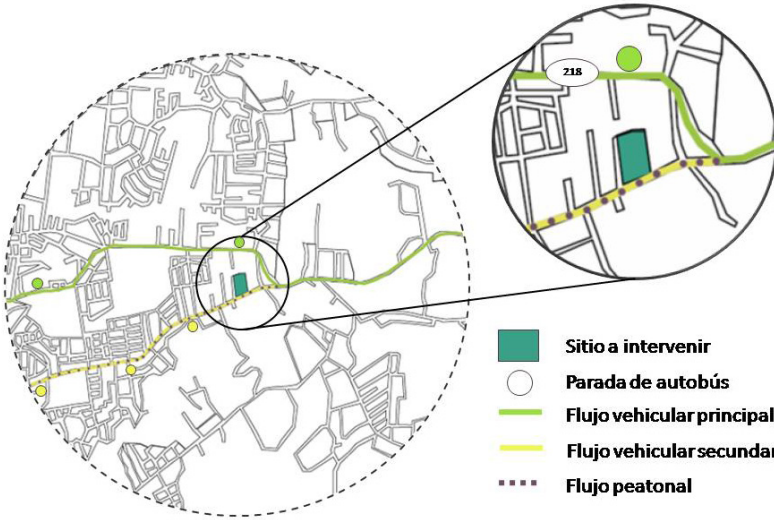 218
Sitio a intervenir
Parada de autobús
Flujo vehicular principal
Flujo vehicular secundar
Flujo peatonal